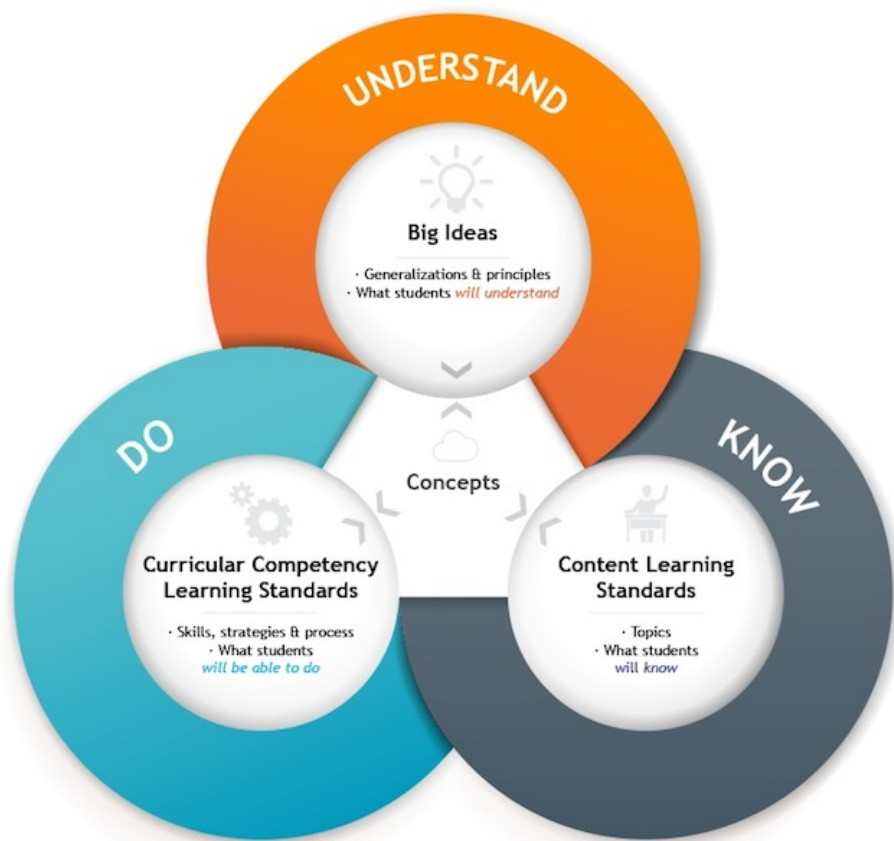 UNDERSTAND
Big Ideas
· Generalizations & principles
· What students will understand
DO
KNOW
Concepts
Curricular Competency
Learning Standards
· Skills, strategies & process
· What students
will be able to do
Content Learning
Standards
· Topics
· What students
will know